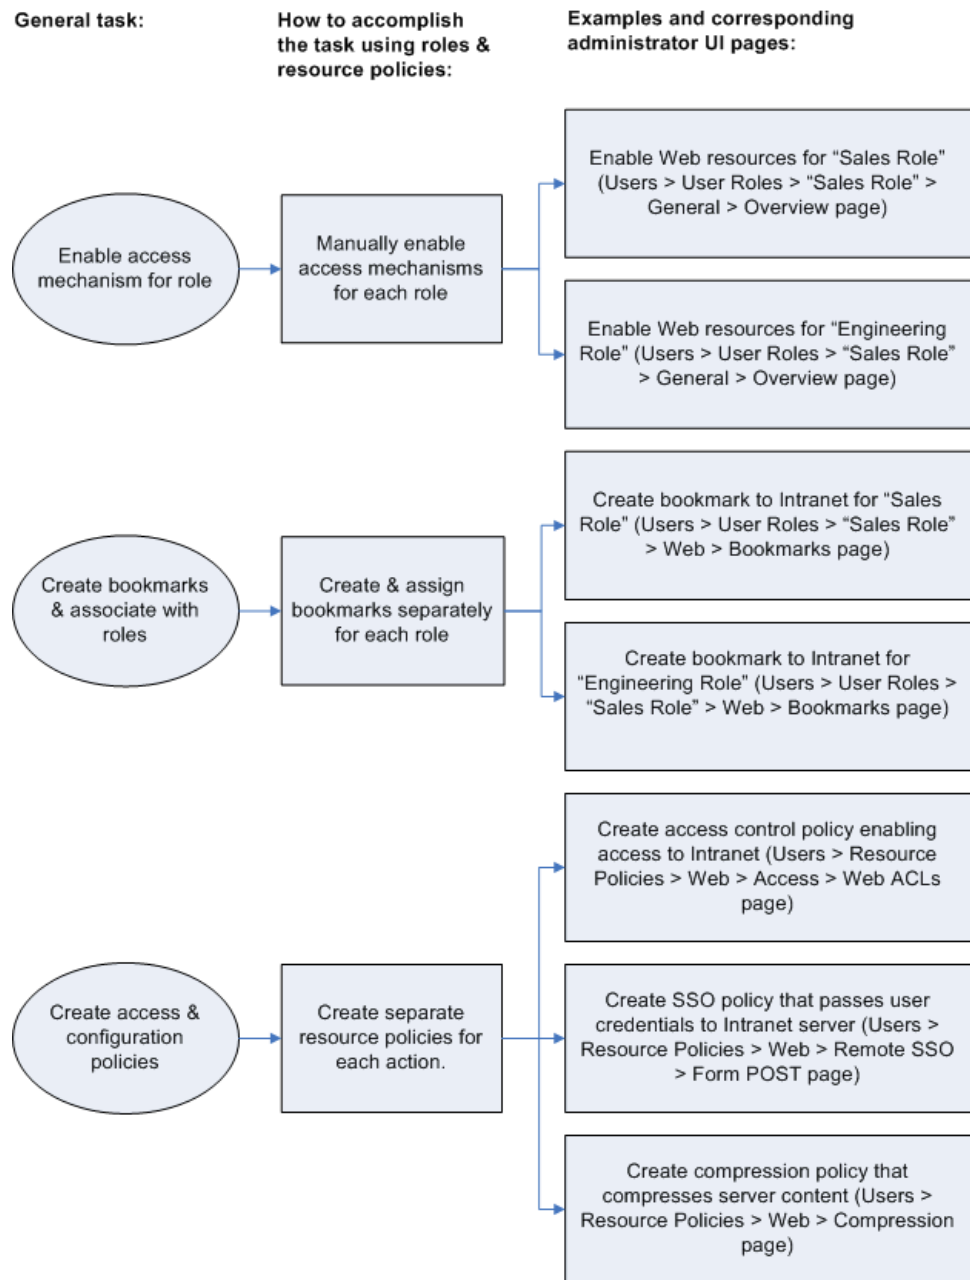 General task:
How to accomplish
the task using roles &
resource policies:
Examples and corresponding
administrator UI pages:
Enable access
mechanism for role
Manually enable
access mechanisms
for each role
Enable Web resources for “Sales Role”
(Users > User Roles > “Sales Role” >
General > Overview page)
Enable Web resources for “Engineering
Role” (Users > User Roles > “Sales Role”
> General > Overview page)
Create bookmarks
& associate with
roles
Create & assign
bookmarks separately
for each role
Create bookmark to Intranet for “Sales
Role” (Users > User Roles > “Sales Role”
> Web > Bookmarks page)
Create bookmark to Intranet for
“Engineering Role” (Users > User Roles >
“Sales Role” > Web > Bookmarks page)
Create access &
configuration
policies
Create separate
resource policies for
each action.
Create access control policy enabling
access to Intranet (Users > Resource
Policies > Web > Access > Web ACLs
page)
Create SSO policy that passes user
credentials to Intranet server (Users >
Resource Policies > Web > Remote SSO
> Form POST page)
Create compression policy that
compresses server content (Users >
Resource Policies > Web > Compression
page)